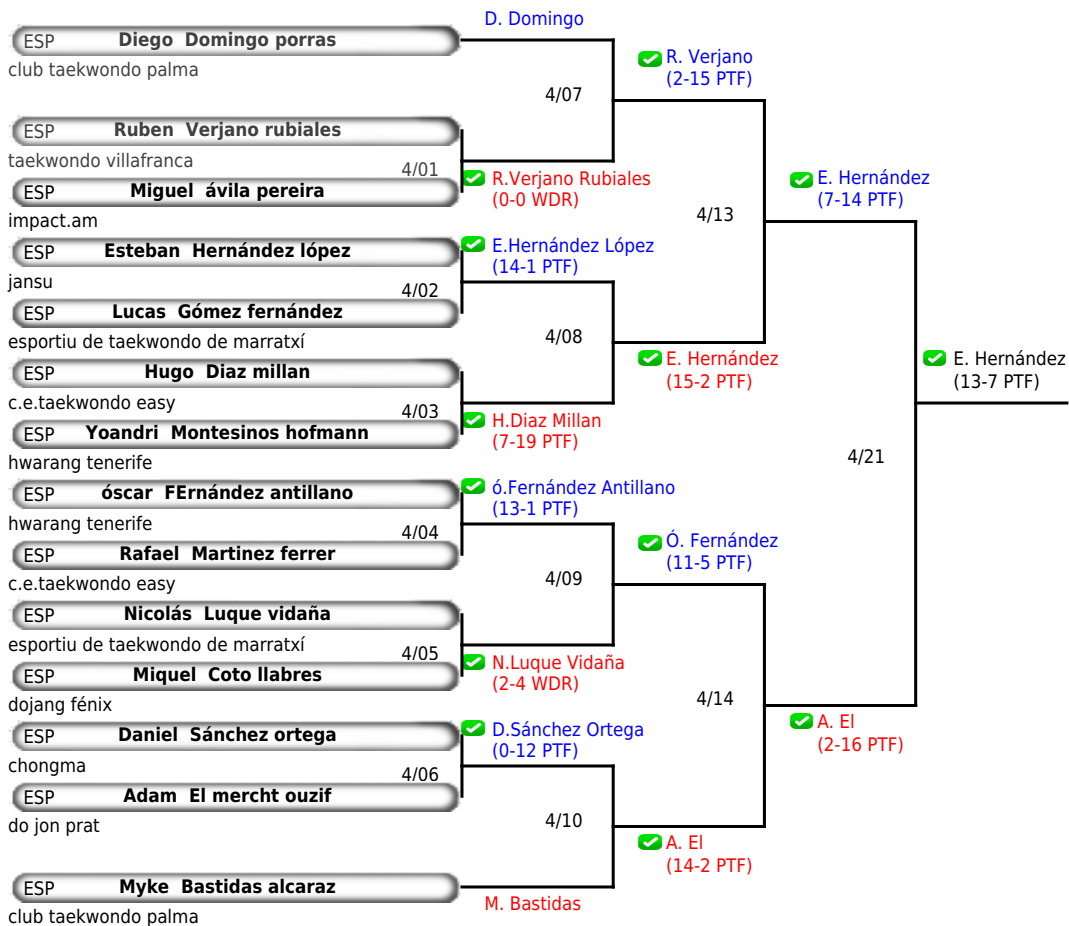 D. Domingo
ESP Diego Domingo porras
club taekwondo palma
R. Verjano
(2-15 PTF)
4/07
ESP Ruben Verjano rubiales
taekwondo villafranca
4/01
R.Verjano Rubiales
(0-0 WDR)
E. Hernández
(7-14 PTF)
ESP Miguel ávila pereira
impact.am
4/13
ESP Esteban Hernández lópez
E.Hernández López
(14-1 PTF)
jansu
4/02
ESP Lucas Gómez fernández
esportiu de taekwondo de marratxí
4/08
E. Hernández
(15-2 PTF)
E. Hernández
(13-7 PTF)
ESP Hugo Diaz millan
c.e.taekwondo easy
4/03
H.Diaz Millan
(7-19 PTF)
ESP Yoandri Montesinos hofmann
hwarang tenerife
4/21
ESP óscar FErnández antillano
ó.Fernández Antillano
(13-1 PTF)
hwarang tenerife
4/04
Ó. Fernández
(11-5 PTF)
ESP Rafael Martinez ferrer
c.e.taekwondo easy
4/09
ESP Nicolás Luque vidaña
esportiu de taekwondo de marratxí
4/05
N.Luque Vidaña
(2-4 WDR)
ESP Miquel Coto llabres
dojang fénix
4/14
A. El
(2-16 PTF)
ESP Daniel Sánchez ortega
D.Sánchez Ortega
(0-12 PTF)
chongma
4/06
ESP Adam El mercht ouzif
do jon prat
4/10
A. El
(14-2 PTF)
ESP Myke Bastidas alcaraz
M. Bastidas
club taekwondo palma